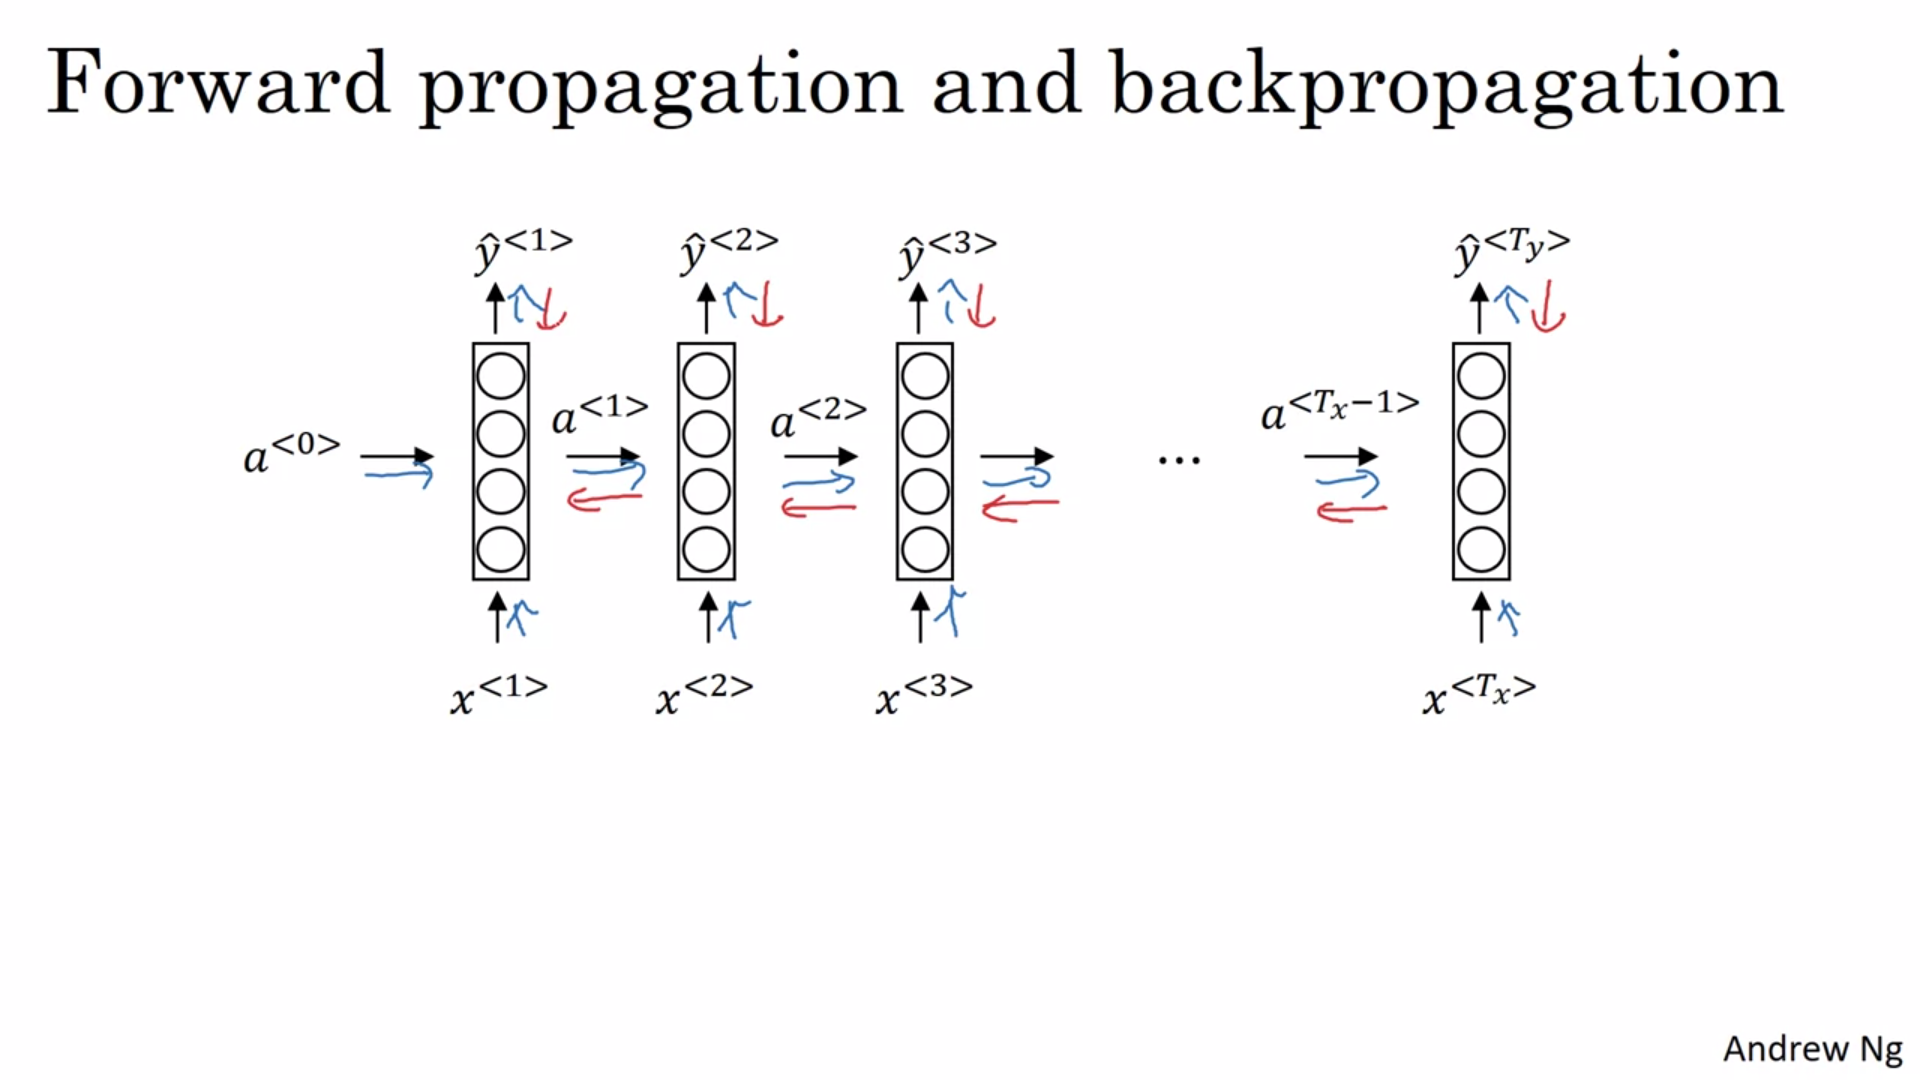 Forward propagation and backpropagation
ŷ<1> ŷ<2> ŷ<3> ŷ<Ty>
a<0> a<1> a<2> ... a<Tx−1>
x<1> x<2> x<3> x<Tx>
Andrew Ng